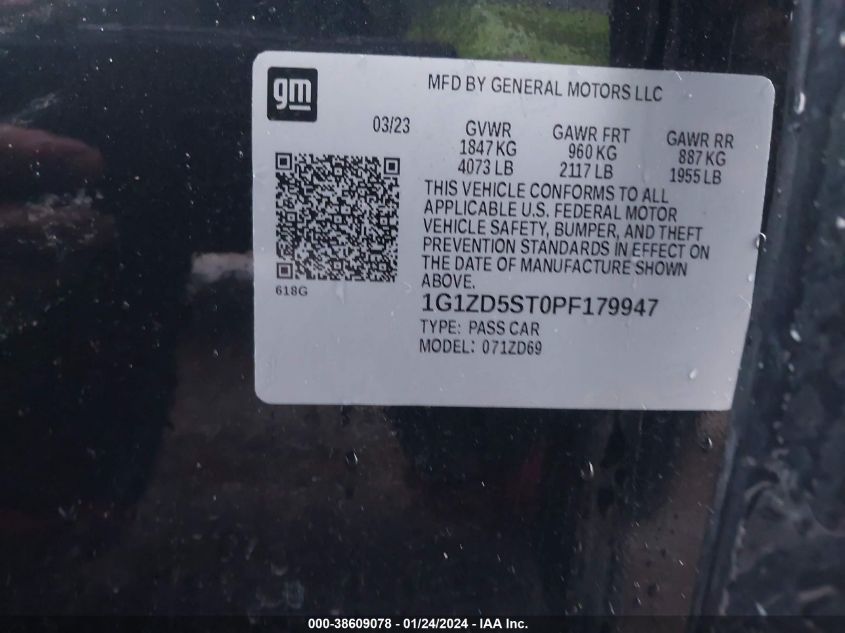 gm
MFD BY GENERAL MOTORS LLC
03/23 GVWR GAWR FRT GAWR RR
1847 KG 960 KG 887 KG
4073 LB 2117 LB 1955 LB
THIS VEHICLE CONFORMS TO ALL
APPLICABLE U.S. FEDERAL MOTOR
VEHICLE SAFETY, BUMPER, AND THEFT
PREVENTION STANDARDS IN EFFECT ON
THE DATE OF MANUFACTURE SHOWN
ABOVE.
618G
1G1ZD5ST0PF179947
TYPE: PASS CAR
MODEL: 071ZD69
000-38609078 - 01/24/2024 - IAA Inc.